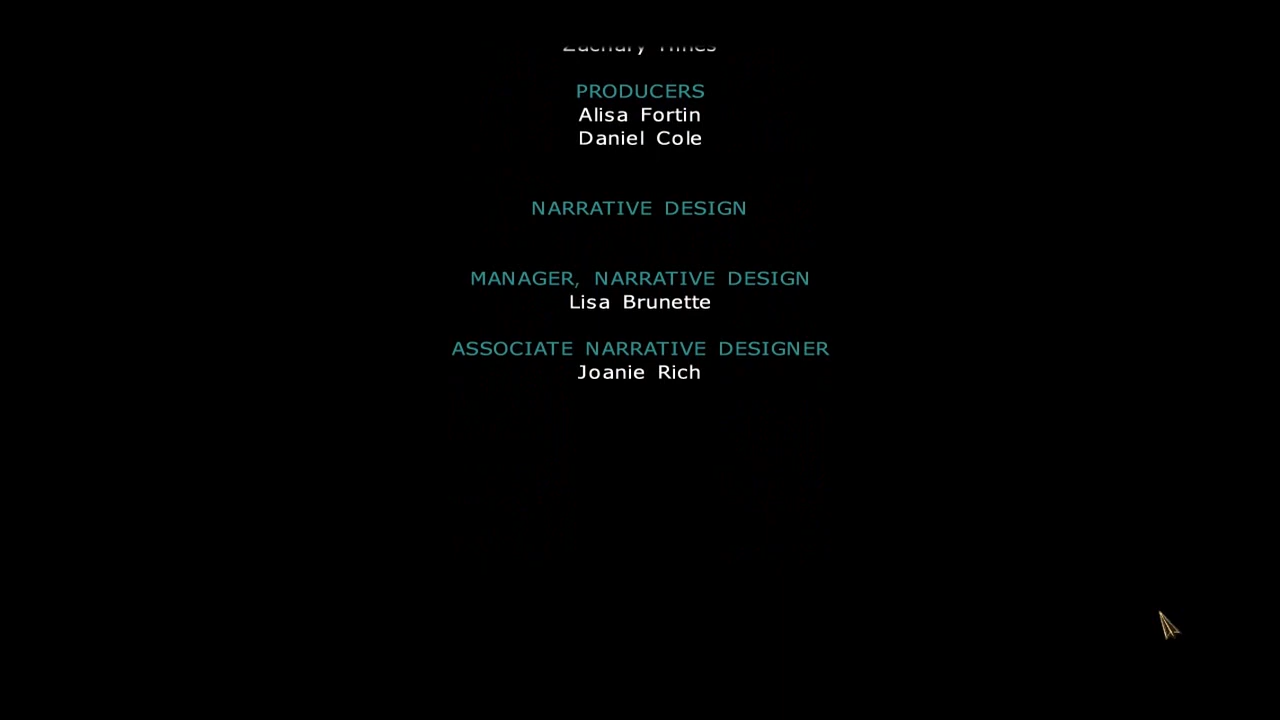 PRODUCERS
Alisa Fortin
Daniel Cole
NARRATIVE DESIGN
MANAGER, NARRATIVE DESIGN
Lisa Brunette
ASSOCIATE NARRATIVE DESIGNER
Joanie Rich